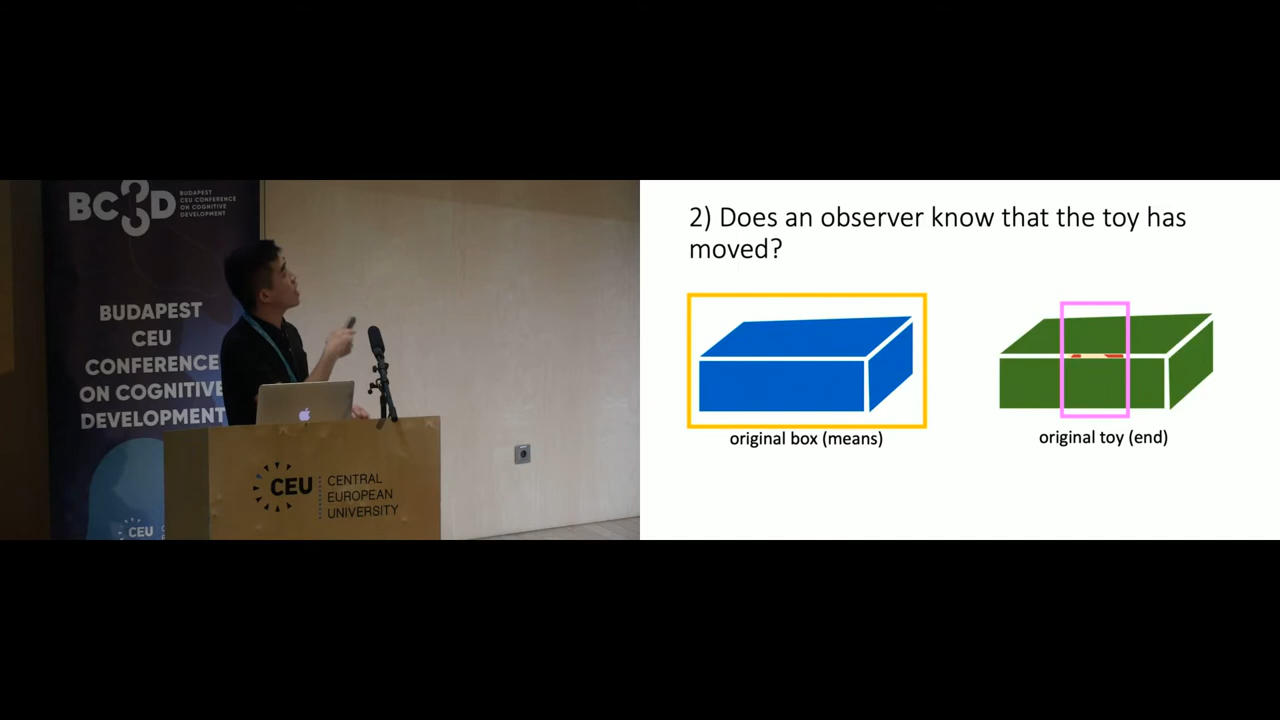 BC3D
BUDAPEST
CEU CONFERENCE
ON COGNITIVE
DEVELOPMENT
BUDAPEST
CEU
CONFERENCE
ON COGNITIVE
DEVELOPMENT
CEU
CEU
CENTRAL
EUROPEAN
UNIVERSITY
2) Does an observer know that the toy has
moved?
original box (means)
original toy (end)